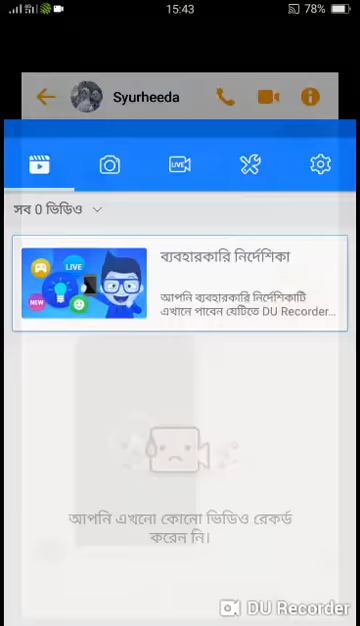 15:43
78%
Syurheeda
LIVE
সব 0 ভিডিও
ব্যবহারকারি নির্দেশিকা
LIVE
NEW
আপনি ব্যবহারকারি নির্দেশিকাটি
এখানে পাবেন যেটিতে DU Recorder...
আপনি এখনো কোনো ভিডিও রেকর্ড
করেন নি।
DU Recorder